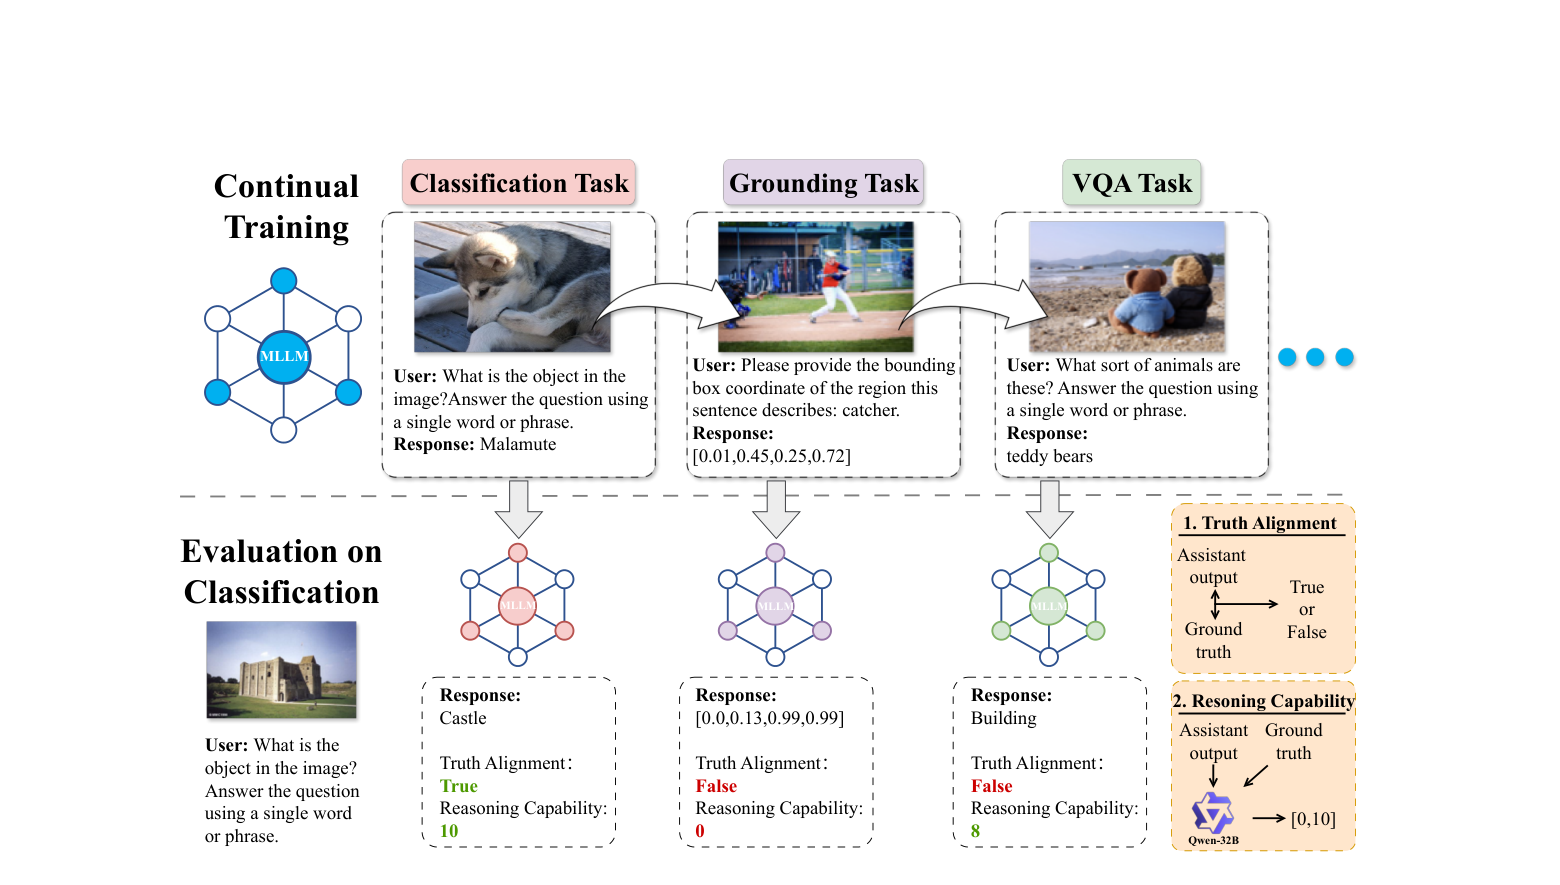 Continual
Training
MLLM
Classification Task
User: What is the object in the
image?Answer the question using
a single word or phrase.
Response: Malamute
Grounding Task
User: Please provide the bounding
box coordinate of the region this
sentence describes: catcher.
Response:
[0.01,0.45,0.25,0.72]
VQA Task
User: What sort of animals are
these? Answer the question using
a single word or phrase.
Response:
teddy bears
Evaluation on
Classification
User: What is the
object in the image?
Answer the question
using a single word
or phrase.
MLLM
Response:
Castle
Truth Alignment:
True
Reasoning Capability:
10
MLLM
Response:
[0.0,0.13,0.99,0.99]
Truth Alignment:
False
Reasoning Capability:
0
MLLM
Response:
Building
Truth Alignment:
False
Reasoning Capability:
8
1. Truth Alignment
Assistant
output
Ground
truth
True
or
False
2. Resoning Capability
Assistant
output
Ground
truth
Qwen-32B
[0,10]